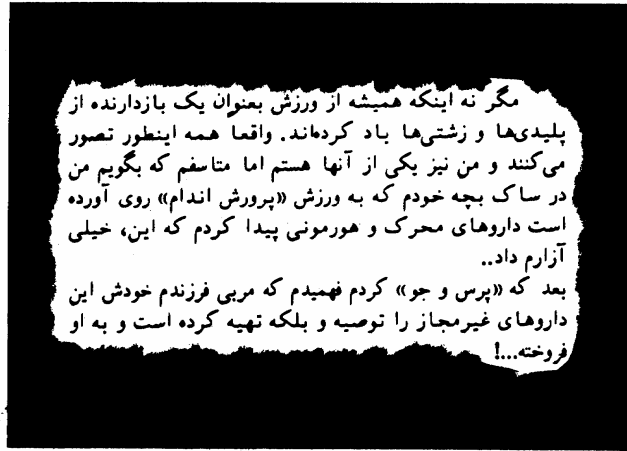 مگر نه اینکه همیشه از ورزش بعنوان یک بازدارنده از
پلیدی‌ها و زشتی‌ها یاد کرده‌اند. واقعاً همه اینطور تصور
می‌کنند و من نیز یکی از آنها هستم اما متاسفم که بگویم من
در ساک بچه خودم که به ورزش «پرورش اندام» روی آورده
است داروهای محرک و هورمونی پیدا کردم که این، خیلی
آزارم داد..
بعد که «پرس و جو» کردم فهمیدم که مربی فرزندم خودش این
داروهای غیرمجاز را توصیه و بلکه تهیه کرده است و به او
فروخته...!